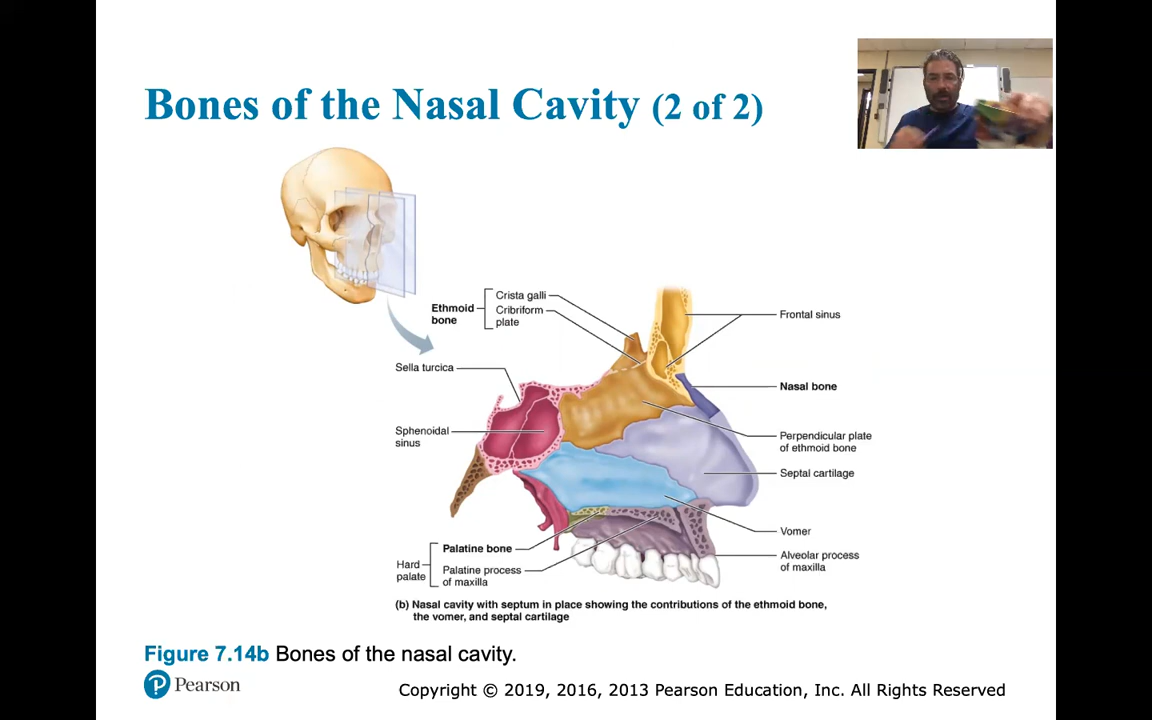 Bones of the Nasal Cavity (2 of 2)
Crista galli
Cribriform
plate
Ethmoid
bone
Sella turcica
Sphenoidal
sinus
Frontal sinus
Nasal bone
Perpendicular plate
of ethmoid bone
Septal cartilage
Vomer
Alveolar process
of maxilla
Hard
palate
Palatine bone
Palatine process
of maxilla
(b) Nasal cavity with septum in place showing the contributions of the ethmoid bone,
the vomer, and septal cartilage
Figure 7.14b Bones of the nasal cavity.
P Pearson
Copyright © 2019, 2016, 2013 Pearson Education, Inc. All Rights Reserved